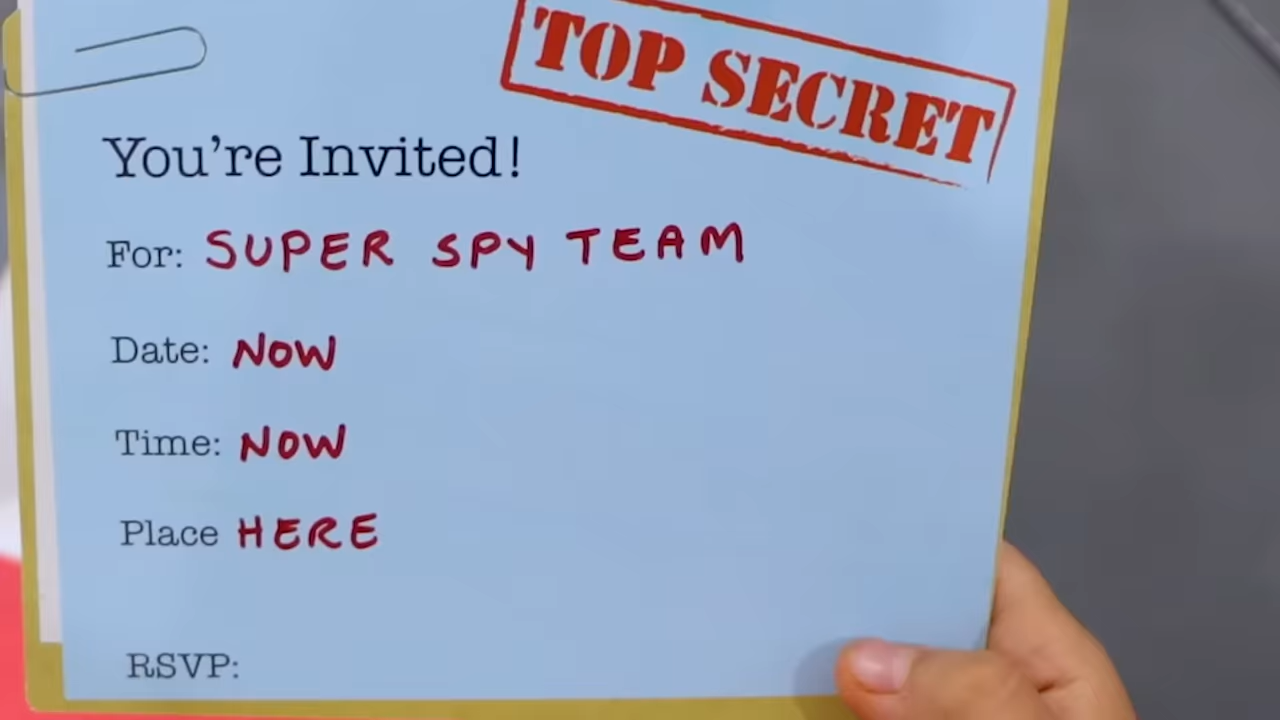 TOP SECRET
You're Invited!
For: SUPER SPY TEAM
Date: NOW
Time: NOW
Place HERE
RSVP: